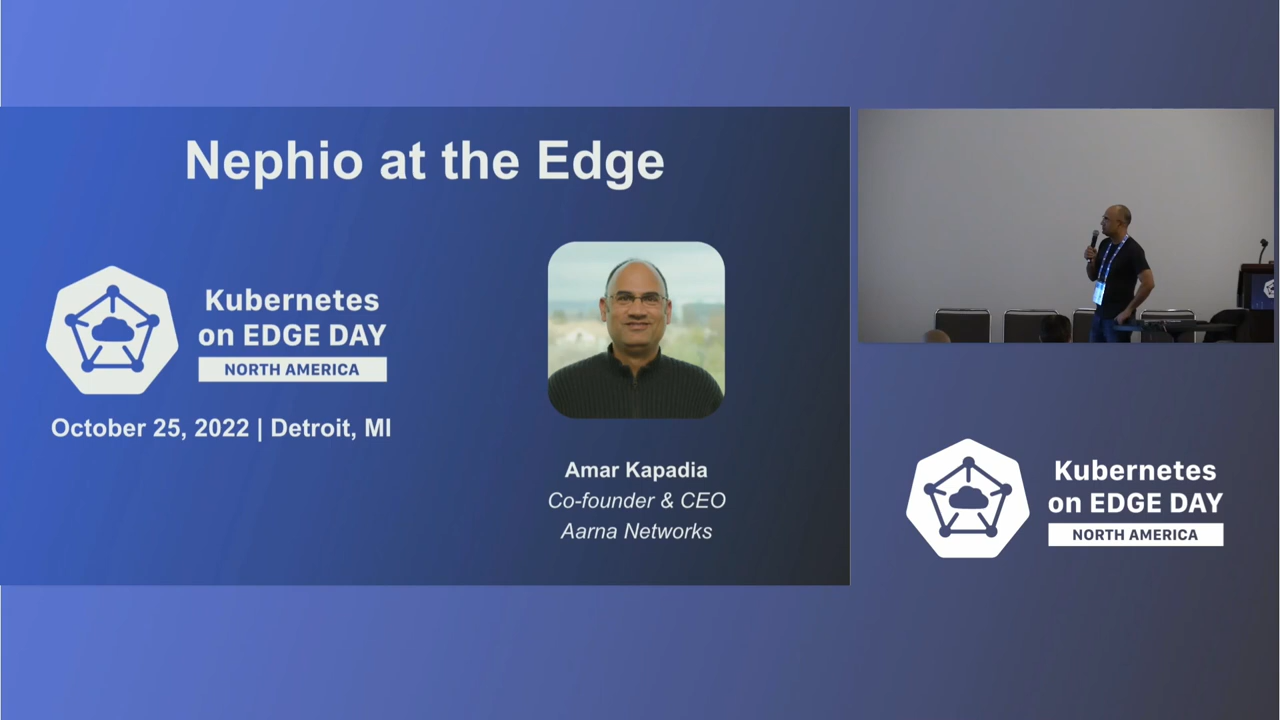 Nephio at the Edge
Kubernetes
on EDGE DAY
NORTH AMERICA
October 25, 2022 | Detroit, MI
Amar Kapadia
Co-founder & CEO
Aarna Networks
Kubernetes
on EDGE DAY
NORTH AMERICA